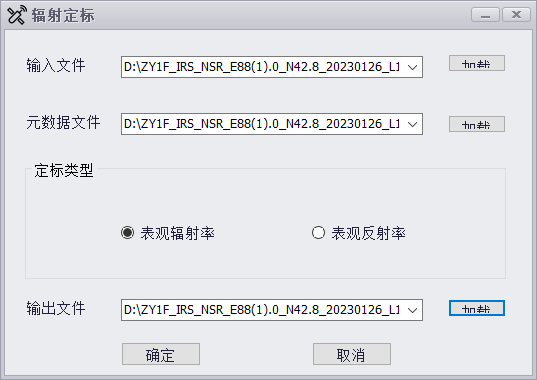 辐射定标
输入文件 D:\ZY1F_IRS_NSR_E88(1).0_N42.8_20230126_L1 加载
元数据文件 D:\ZY1F_IRS_NSR_E88(1).0_N42.8_20230126_L1 加载
定标类型
表观辐射率 表观反射率
输出文件 D:\ZY1F_IRS_NSR_E88(1).0_N42.8_20230126_L1 加载
确定 取消